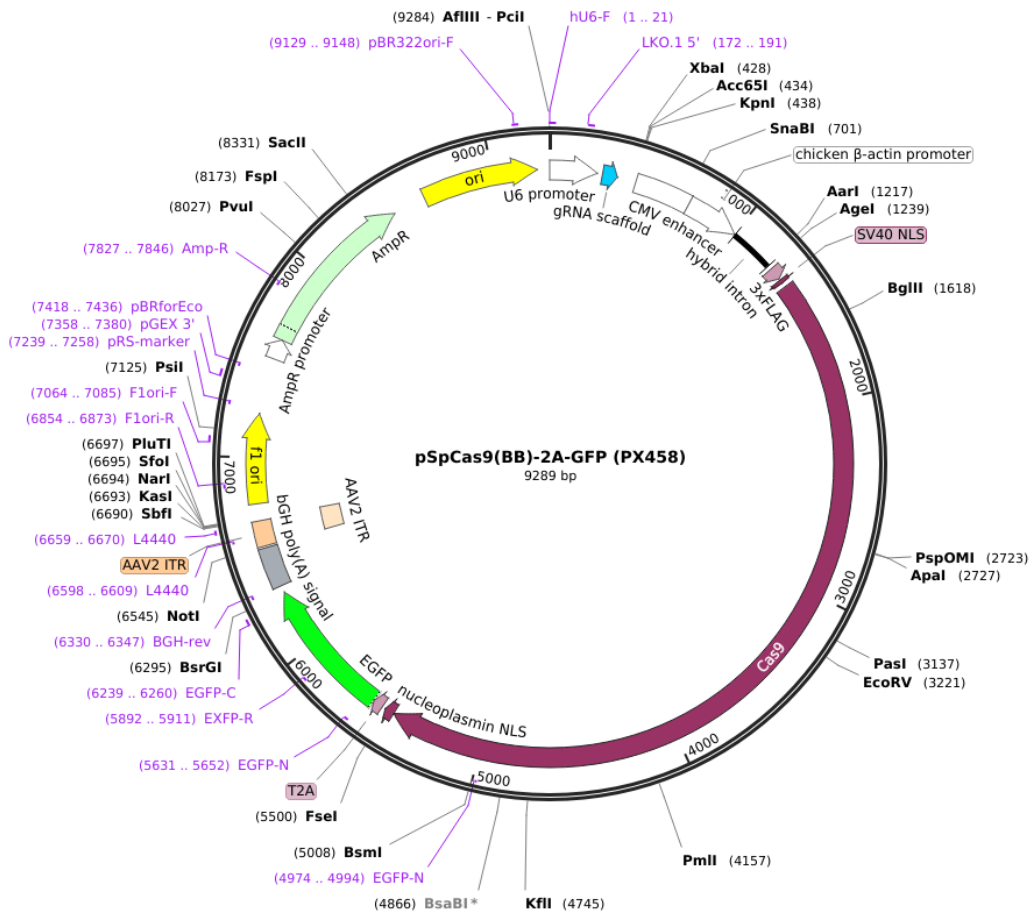 (9284) AflIII - PciI
hU6-F (1 .. 21)
(9129 .. 9148) pBR322ori-F
LKO.1 5' (172 .. 191)
XbaI (428)
Acc65I (434)
KpnI (438)
SnaBI (701)
chicken β-actin promoter
AarI (1217)
AgeI (1239)
SV40 NLS
BglII (1618)
PspOMI (2723)
ApaI (2727)
PasI (3137)
EcoRV (3221)
PmlI (4157)
KflI (4745)
(4866) BsaBI*
(4974 .. 4994) EGFP-N
(5008) BsmI
(5500) FseI
T2A
(5631 .. 5652) EGFP-N
(5892 .. 5911) EXFP-R
(6239 .. 6260) EGFP-C
(6295) BsrGI
(6330 .. 6347) BGH-rev
(6545) NotI
(6598 .. 6609) L4440
AAV2 ITR
(6659 .. 6670) L4440
(6690) SbfI
(6693) KasI
(6694) NarI
(6695) SfoI
(6697) PluTI
(6854 .. 6873) F1ori-R
(7064 .. 7085) F1ori-F
(7125) PsiI
(7239 .. 7258) pRS-marker
(7358 .. 7380) pGEX 3'
(7418 .. 7436) pBRforEco
(7827 .. 7846) Amp-R
(8027) PvuI
(8173) FspI
(8331) SacII
1000
2000
3000
4000
5000
6000
7000
8000
9000
ori
U6 promoter
gRNA scaffold
CMV enhancer
hybrid intron
3xFLAG
Cas9
nucleoplasmin NLS
EGFP
bGH poly(A) signal
AAV2 ITR
f1 ori
AmpR promoter
AmpR
pSpCas9(BB)-2A-GFP (PX458)
9289 bp